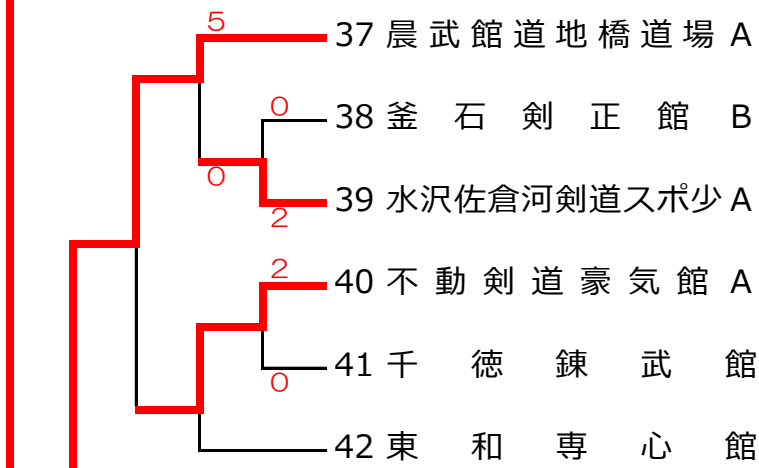 5
37 晨武館道地橋道場 A
0
38 釜石剣正館 B
0
39 水沢佐倉河剣道スポ少 A
2
2
40 不動剣道豪気館 A
41 千徳錬武館
0
42 東和専心館